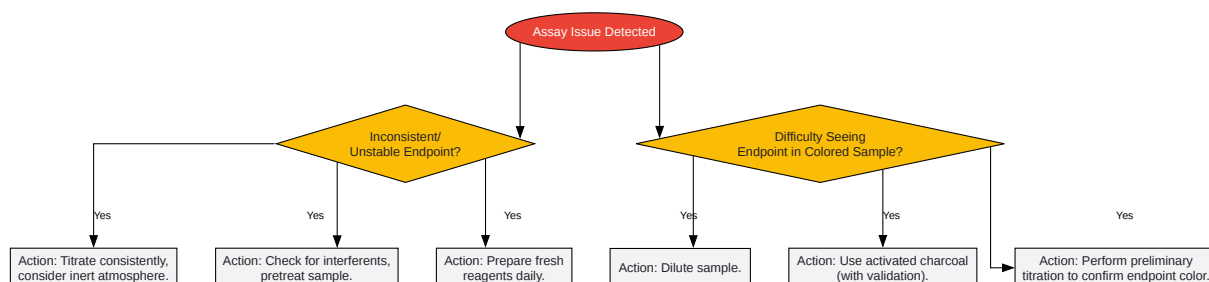 Assay Issue Detected
Inconsistent/
Unstable Endpoint?
Difficulty Seeing
Endpoint in Colored Sample?
Yes
Yes
Yes
Yes
Yes
Yes
Action: Titrate consistently,
consider inert atmosphere.
Action: Check for interferents,
pretreat sample.
Action: Prepare fresh
reagents daily.
Action: Dilute sample.
Action: Use activated charcoal
(with validation).
Action: Perform preliminary
titration to confirm endpoint color.